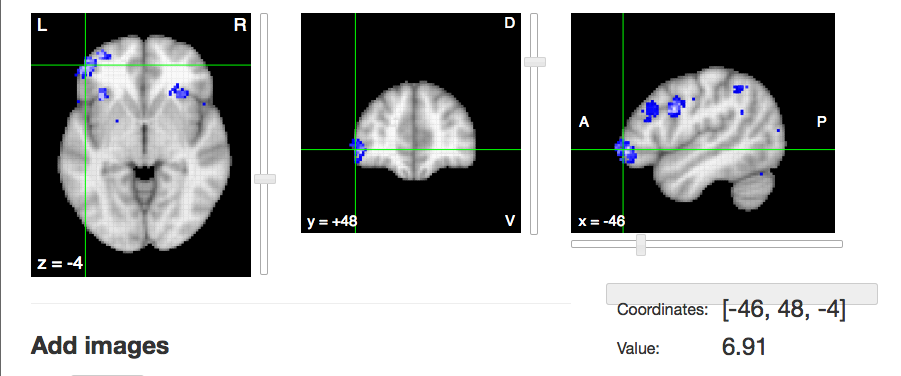 L R
D
A P
z = -4
y = +48
V
x = -46
Coordinates: [-46, 48, -4]
Add images
Value: 6.91